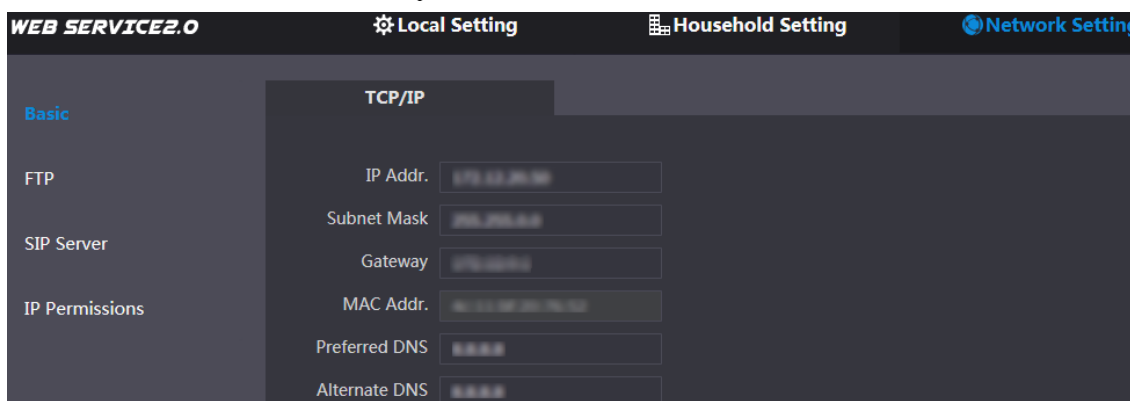 WEB SERVICE2.0
Local Setting
Household Setting
Network Setting
Basic
TCP/IP
FTP
IP Addr.
Subnet Mask
SIP Server
Gateway
IP Permissions
MAC Addr.
Preferred DNS
Alternate DNS